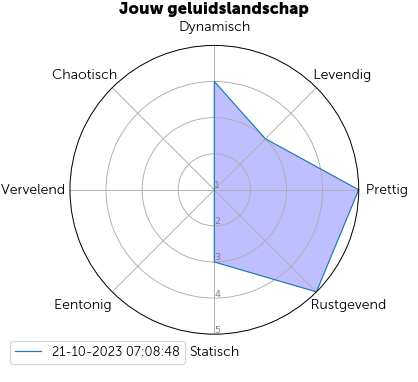 Jouw geluidslandschap
Dynamisch
Chaotisch
Levendig
Vervelend
1
Prettig
2
3
4
Eentonig
Rustgevend
5
21-10-2023 07:08:48
Statisch